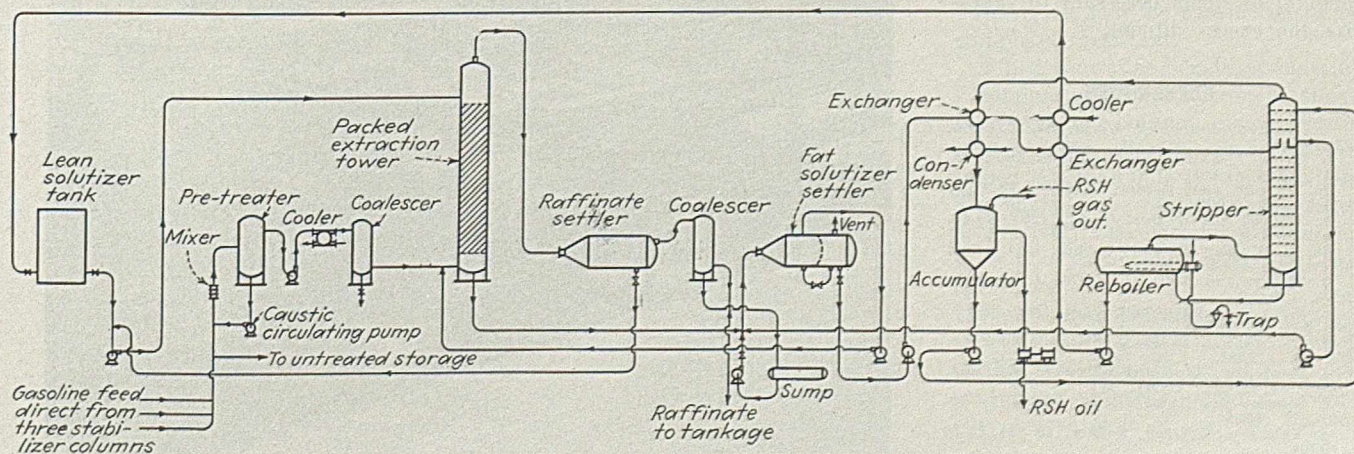 Lean
solutizer
tank
Mixer
Pre-treater
Cooler
Coalescer
Packed
extraction
tower
Raffinate
settler
Coalescer
Fat
solutizer
settler
Vent
Exchanger
Con-
denser
Cooler
Exchanger
RSH
gas
out.
Stripper
Accumulator
Reboiler
Trap
Caustic
circulating pump
To untreated storage
Gasoline feed
direct from
three stabi-
lizer columns
Sump
Raffinate
to tankage
RSH oil